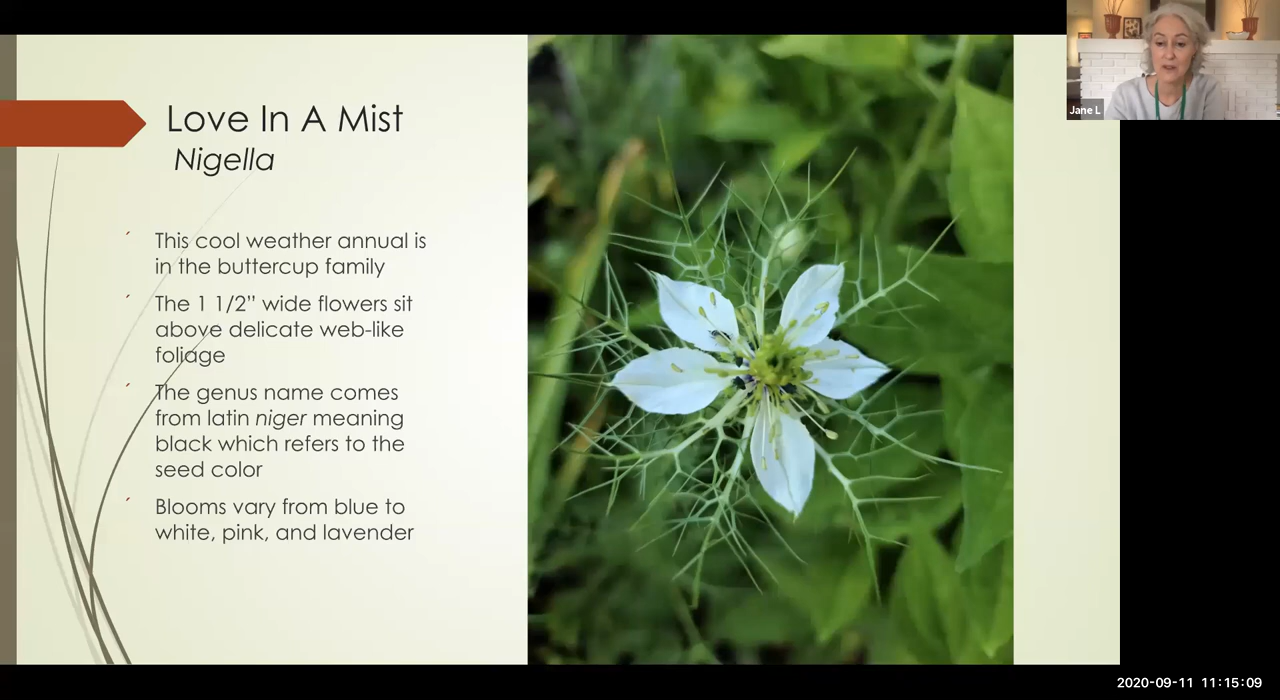 Love In A Mist
Nigella
This cool weather annual is
in the buttercup family
The 1 1/2” wide flowers sit
above delicate web-like
foliage
The genus name comes
from latin niger meaning
black which refers to the
seed color
Blooms vary from blue to
white, pink, and lavender
Jane L
2020-09-11 11:15:09